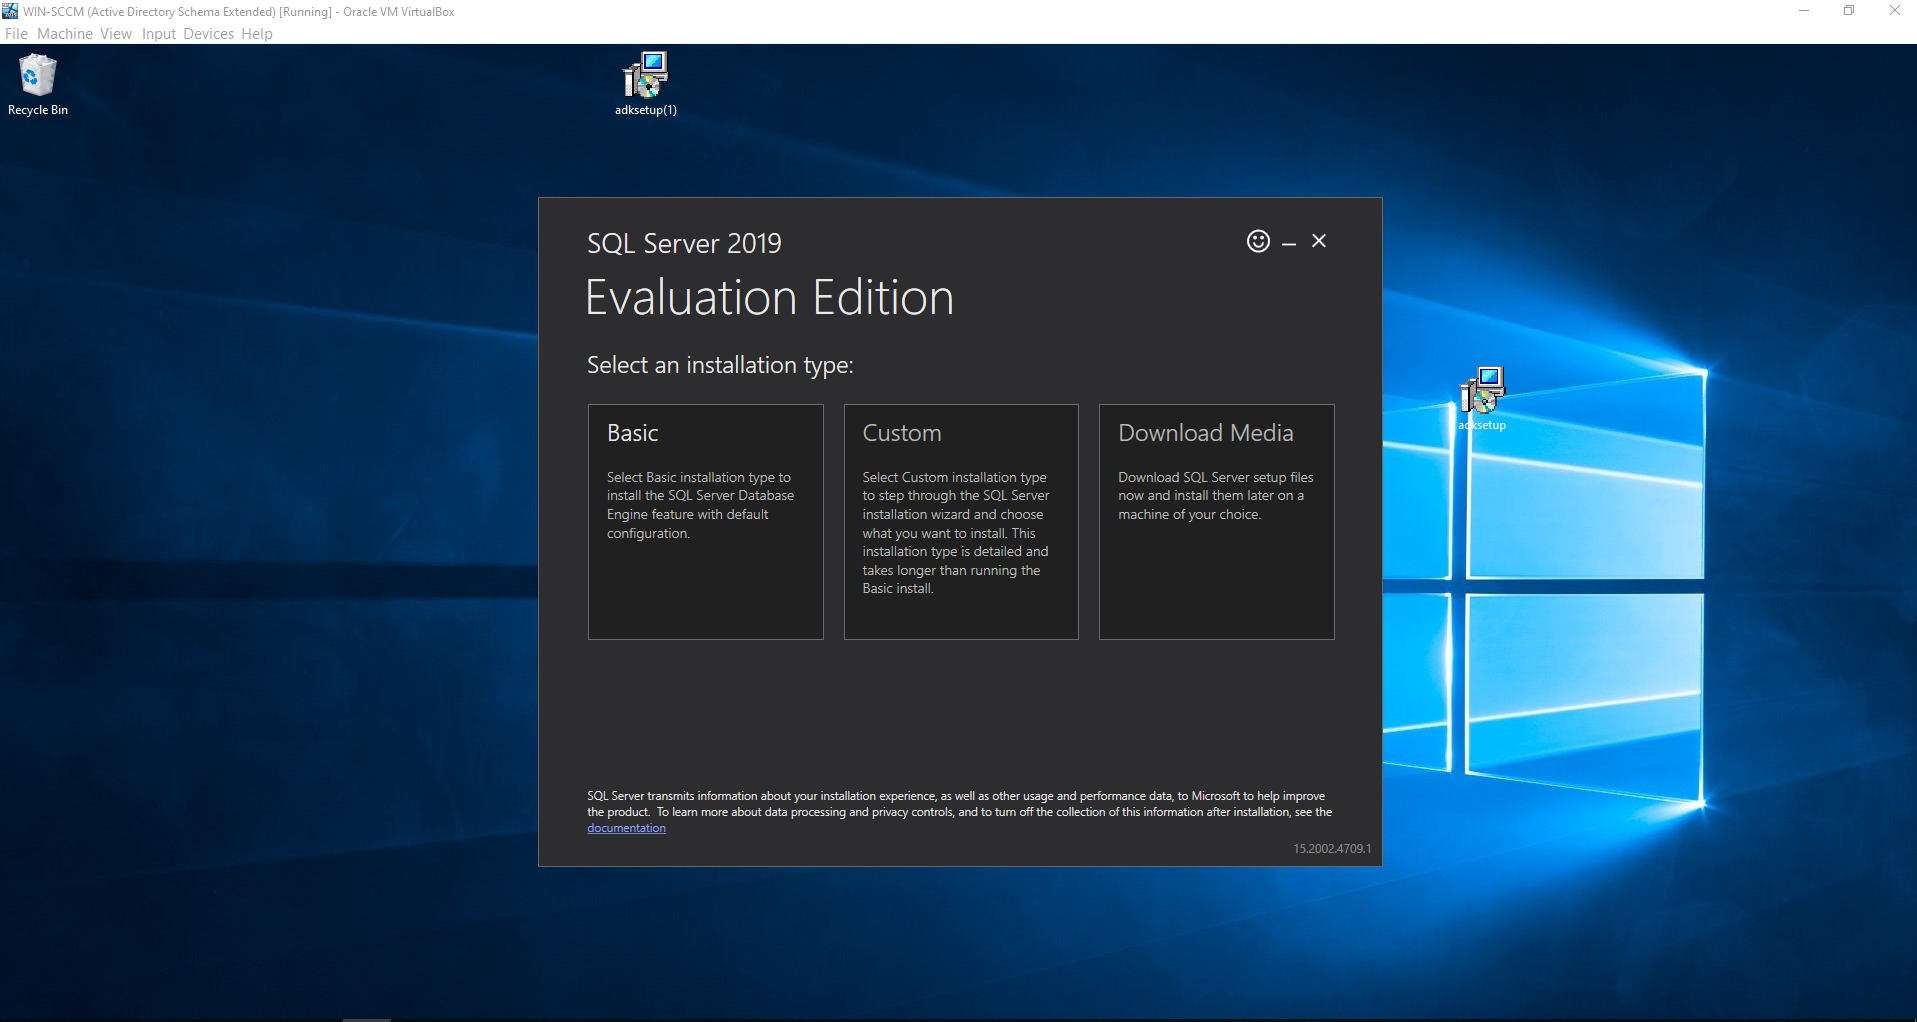 WIN-SCCM (Active Directory Schema Extended) [Running] - Oracle VM VirtualBox
File Machine View Input Devices Help
Recycle Bin
adksetup(1)
SQL Server 2019
Evaluation Edition
Select an installation type:
Basic
Select Basic installation type to
install the SQL Server Database
Engine feature with default
configuration.
Custom
Select Custom installation type
to step through the SQL Server
installation wizard and choose
what you want to install. This
installation type is detailed and
takes longer than running the
Basic install.
Download Media
Download SQL Server setup files
now and install them later on a
machine of your choice.
adksetup
SQL Server transmits information about your installation experience, as well as other usage and performance data, to Microsoft to help improve
the product. To learn more about data processing and privacy controls, and to turn off the collection of this information after installation, see the
documentation
15.2002.4709.1